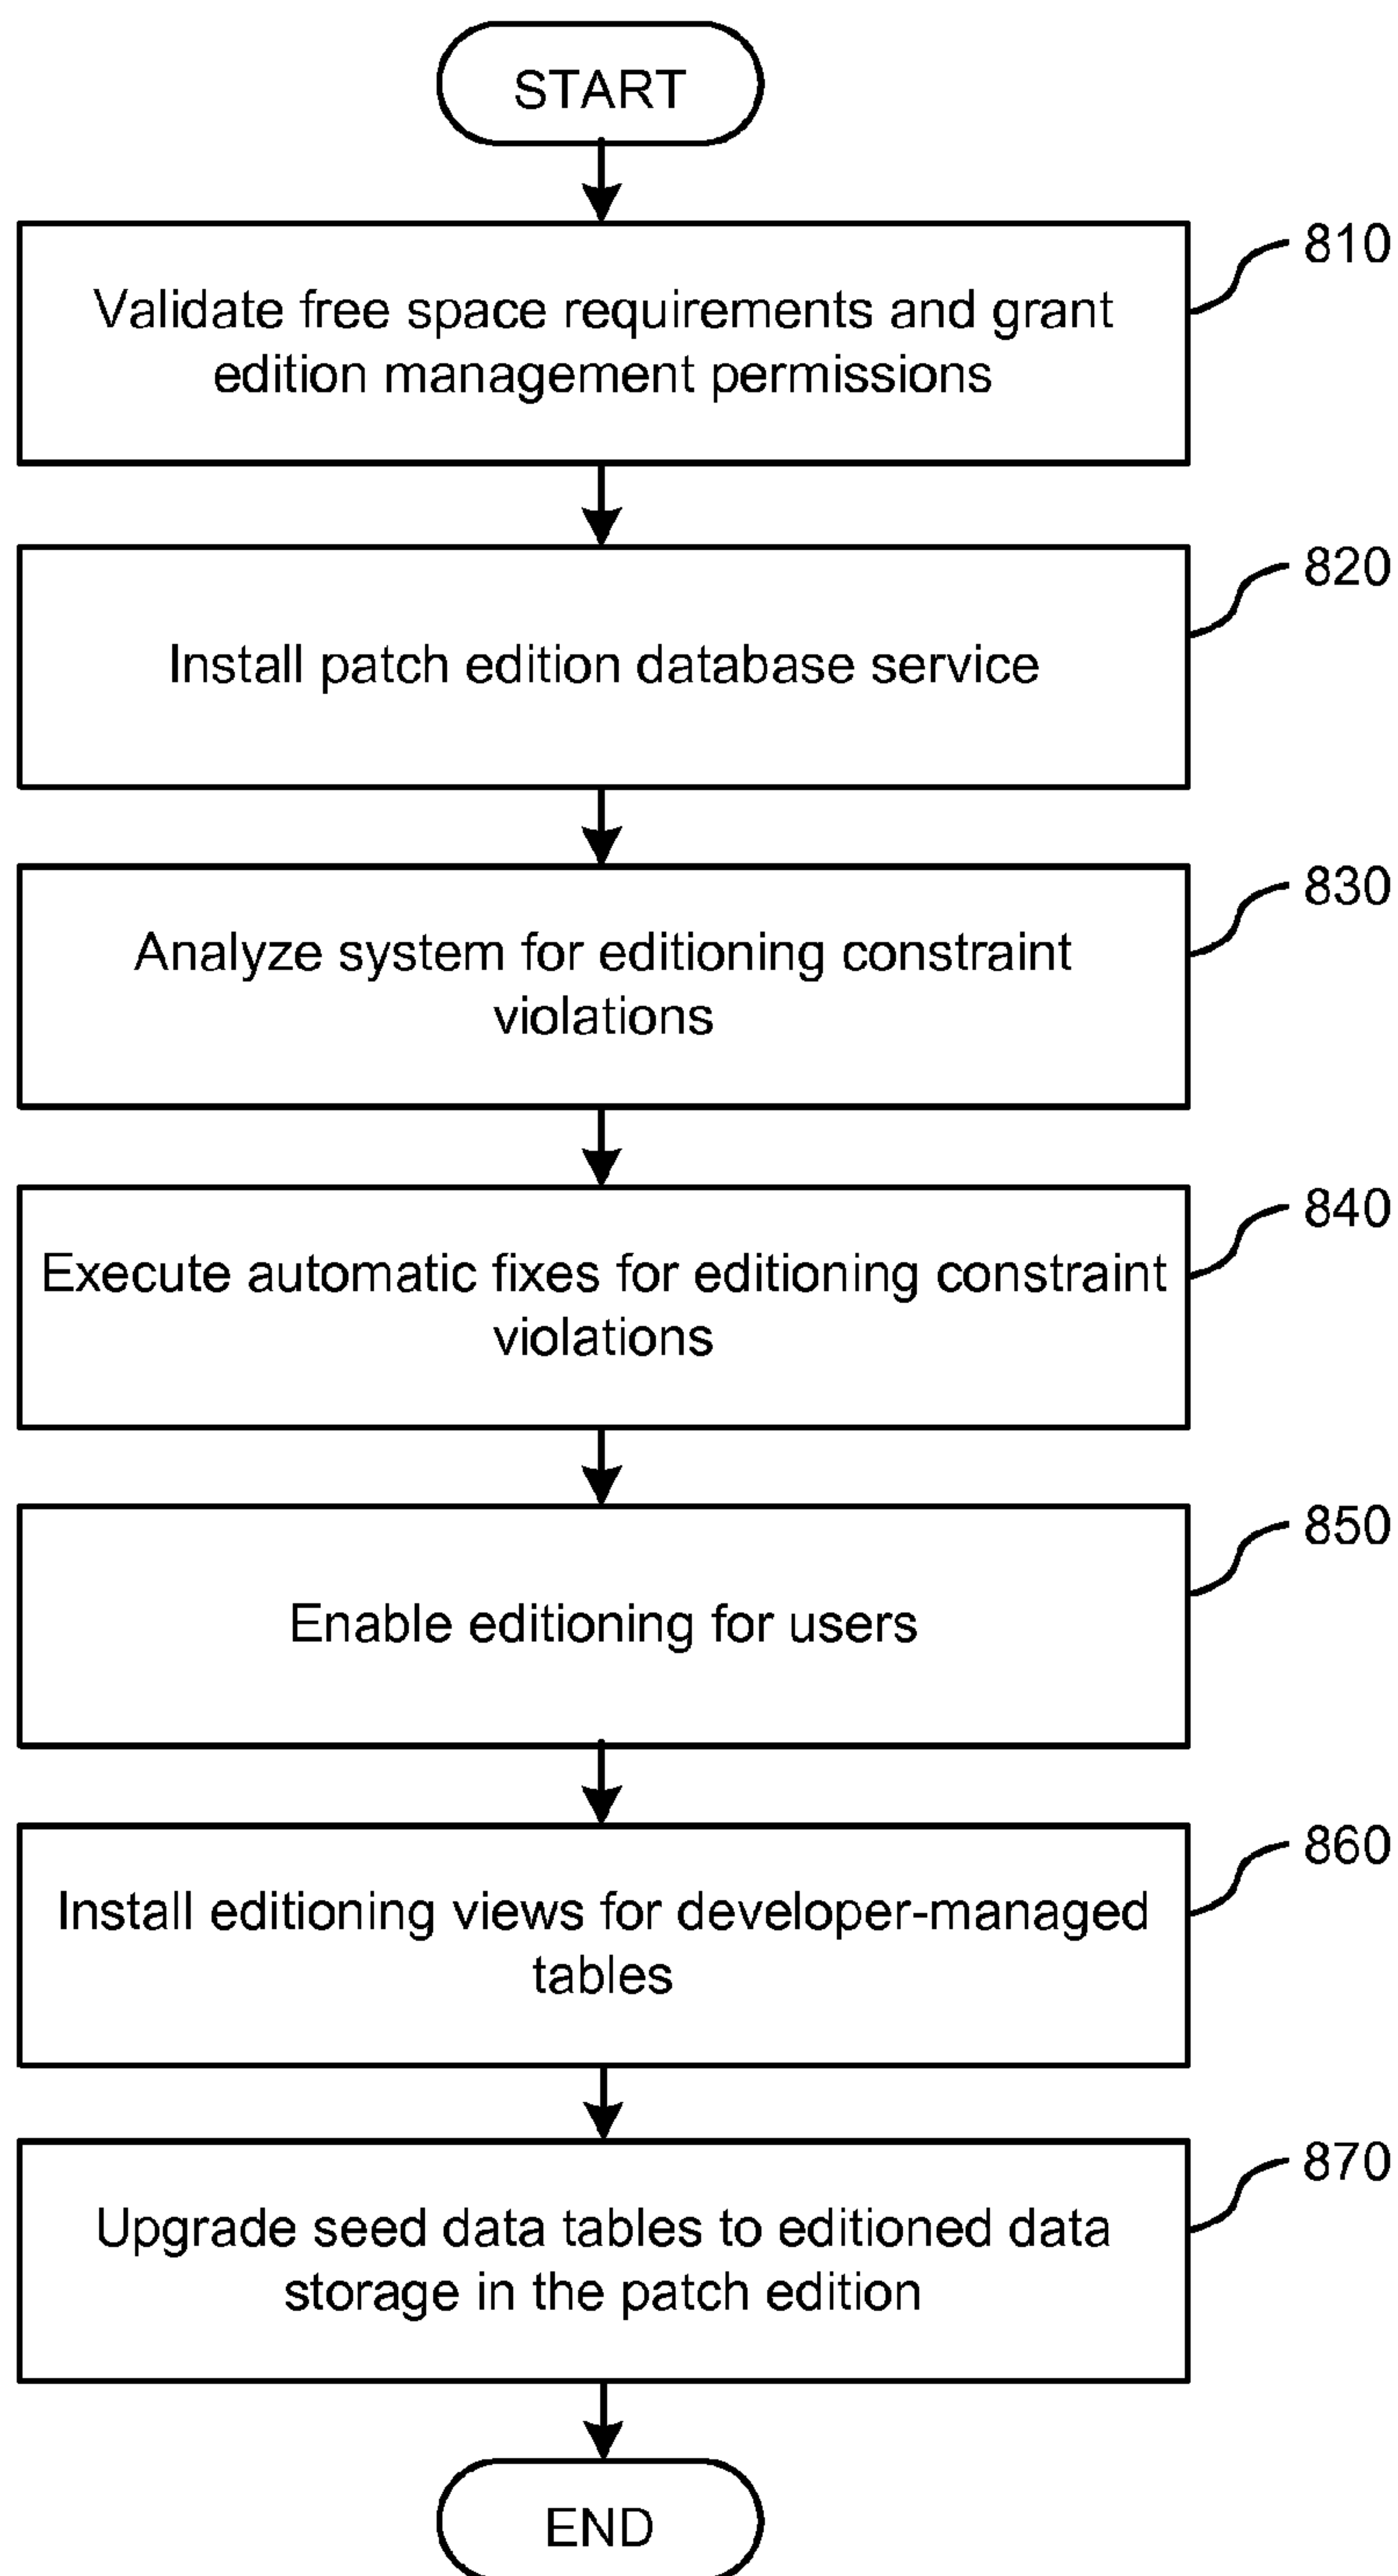 START
810
Validate free space requirements and grant
edition management permissions
820
Install patch edition database service
830
Analyze system for editioning constraint
violations
840
Execute automatic fixes for editioning constraint
violations
850
Enable editioning for users
860
Install editioning views for developer-managed
tables
870
Upgrade seed data tables to editioned data
storage in the patch edition
END